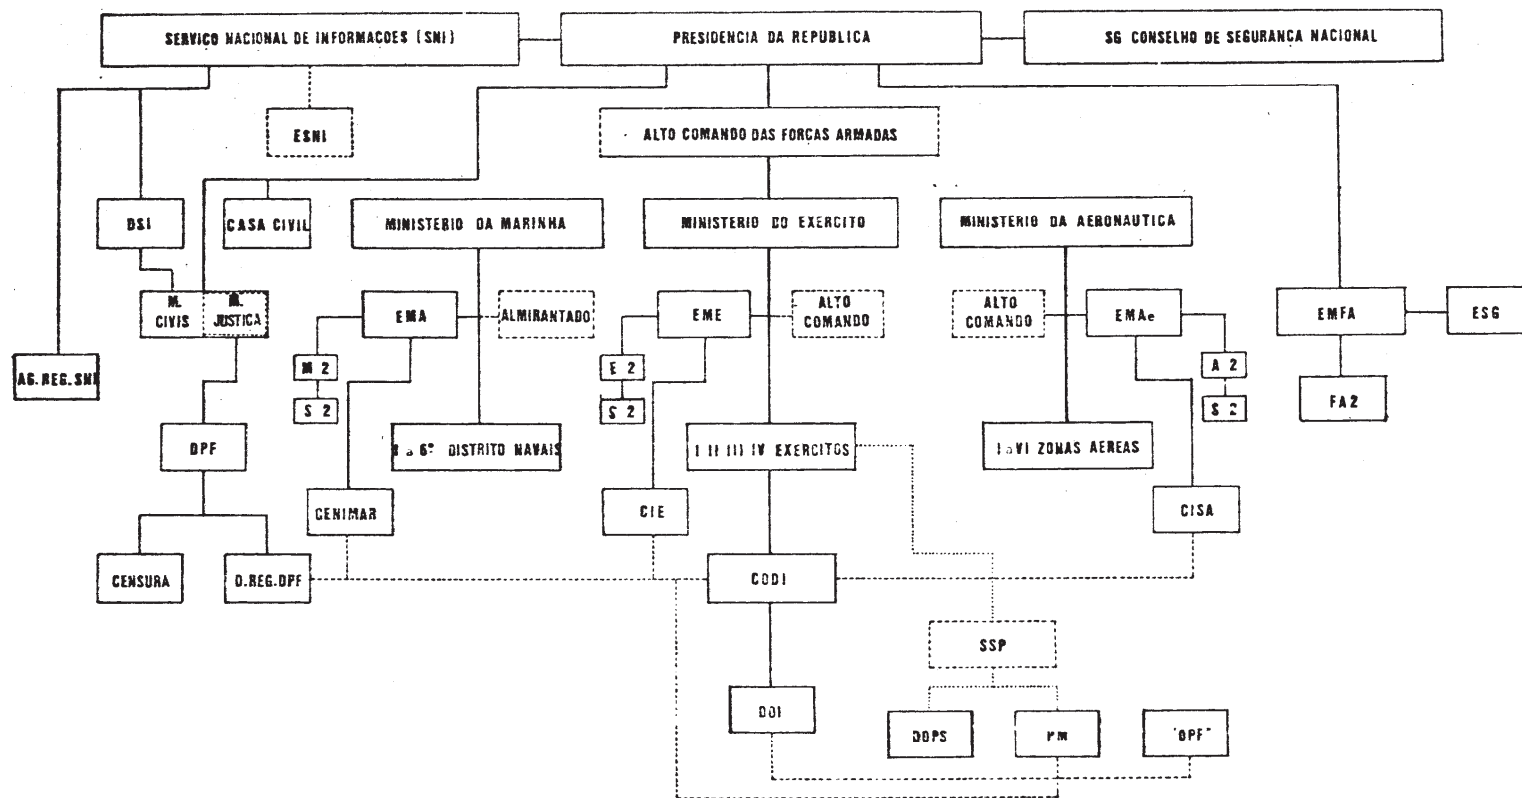 SERVICO NACIONAL DE INFORMACOES (SNI)
PRESIDENCIA DA REPUBLICA
SG CONSELHO DE SEGURANCA NACIONAL
ESNI
ALTO COMANDO DAS FORCAS ARMADAS
DSI
CASA CIVIL
MINISTERIO DA MARINHA
MINISTERIO DO EXERCITO
MINISTERIO DA AERONAUTICA
M.
CIVIS
M.
JUSTICA
EMA
ALMIRANTADO
EME
ALTO
COMANDO
ALTO
COMANDO
EMAe
EMFA
ESG
AG.REG.SNI
M 2
E 2
A 2
FA2
S 2
S 2
S 2
DPF
6º DISTRITO NAVAIS
I II III IV EXERCITOS
I a VI ZONAS AEREAS
CENIMAR
CIE
CISA
CENSURA
D.REG.DPF
CODI
SSP
DOI
DOPS
PM